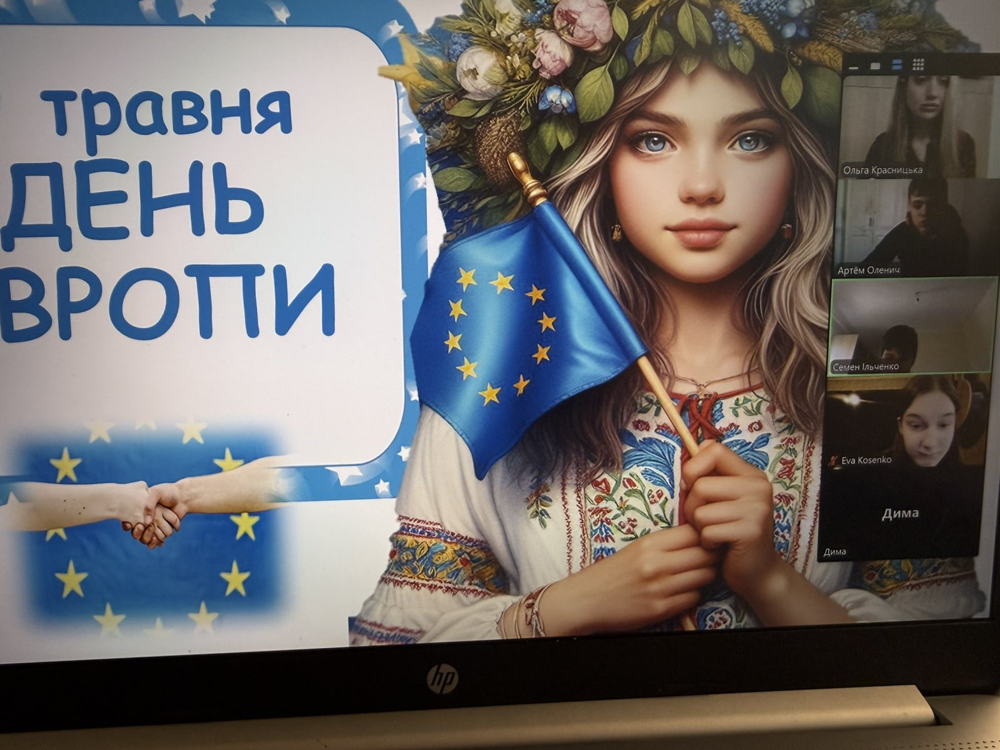 травня
ДЕНЬ
ВРОПИ
Ольга Красницька
Артём Оленич
Семен Ільченко
Eva Kosenko
Дима
Дима
hp